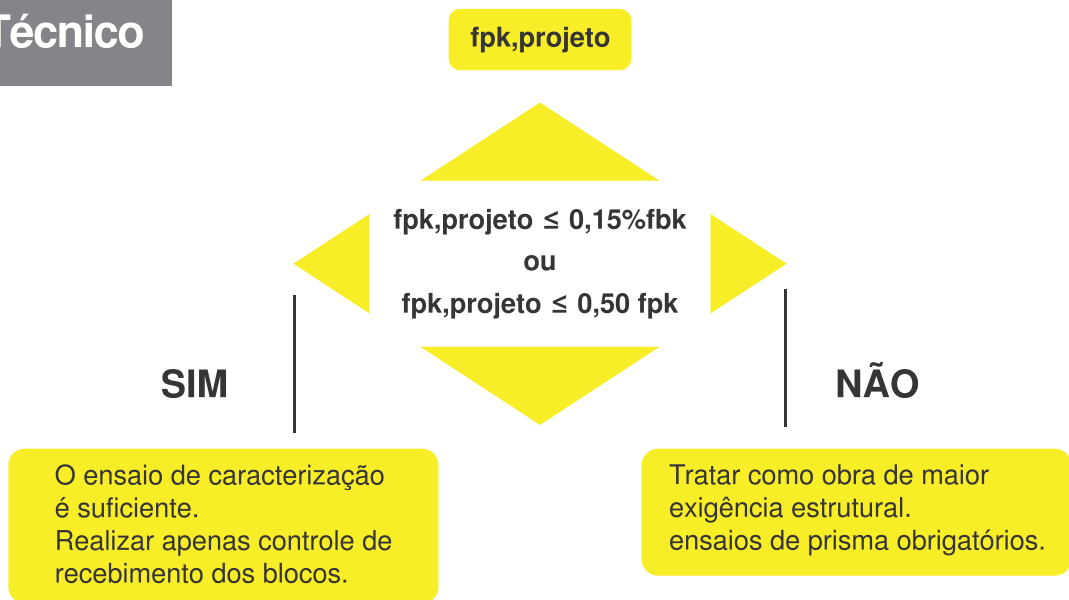 Técnico
fpk,projeto
fpk,projeto ≤ 0,15%fbk
ou
fpk,projeto ≤ 0,50 fpk
SIM
NÃO
O ensaio de caracterização
é suficiente.
Realizar apenas controle de
recebimento dos blocos.
Tratar como obra de maior
exigência estrutural.
ensaios de prisma obrigatórios.